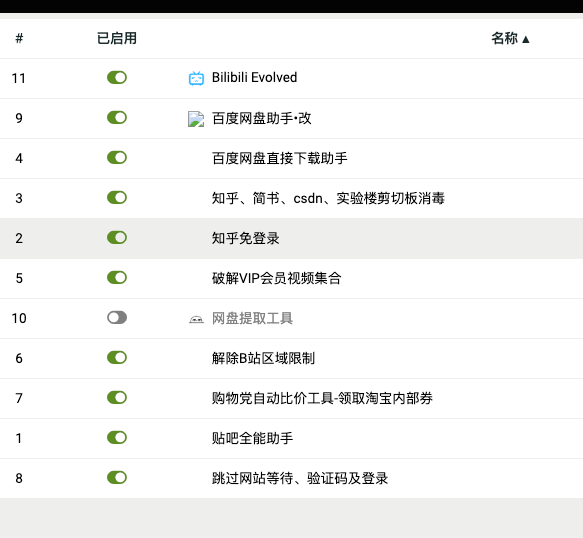 # 已启用 名称 ▲
11 Bilibili Evolved
9 百度网盘助手•改
4 百度网盘直接下载助手
3 知乎、简书、csdn、实验楼剪切板消毒
2 知乎免登录
5 破解VIP会员视频集合
10 网盘提取工具
6 解除B站区域限制
7 购物党自动比价工具-领取淘宝内部券
1 贴吧全能助手
8 跳过网站等待、验证码及登录